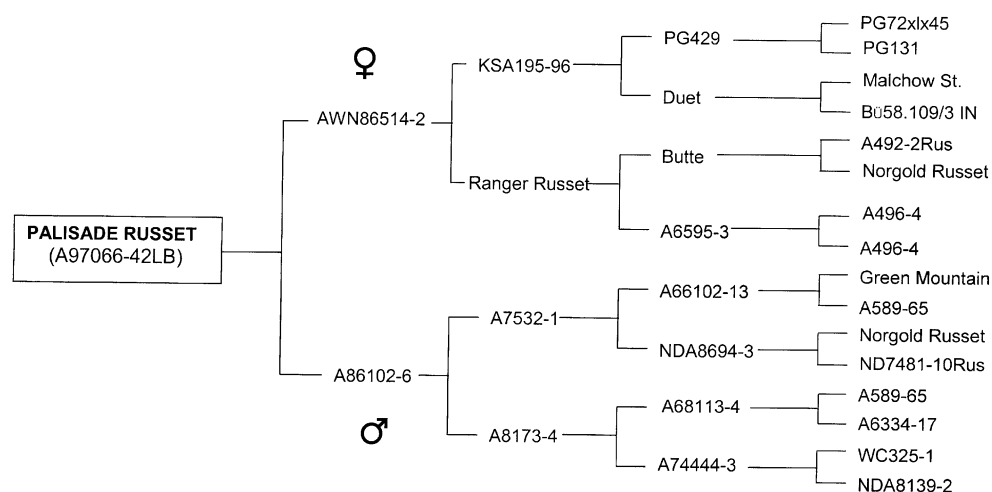 PALISADE RUSSET
(A97066-42LB)
♀
AWN86514-2
A86102-6
♂
KSA195-96
Ranger Russet
A7532-1
A8173-4
PG429
Duet
Butte
A6595-3
A66102-13
NDA8694-3
A68113-4
A74444-3
PG72xlx45
PG131
Malchow St.
Bü58.109/3 IN
A492-2Rus
Norgold Russet
A496-4
A496-4
Green Mountain
A589-65
Norgold Russet
ND7481-10Rus
A589-65
A6334-17
WC325-1
NDA8139-2